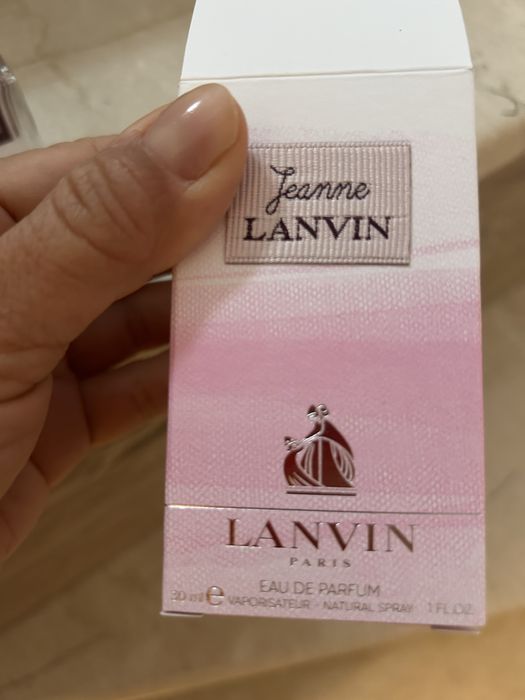 Jeanne
LANVIN
LANVIN
PARIS
EAU DE PARFUM
30 ml e VAPORISATEUR - NATURAL SPRAY 1 FL.OZ.